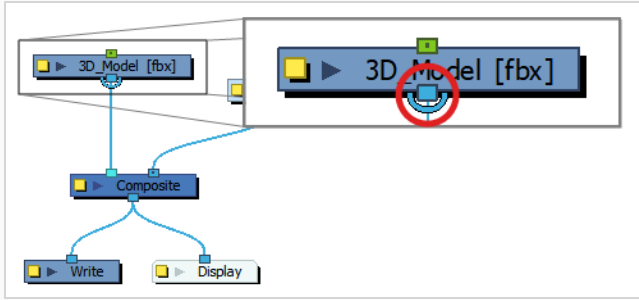 3D_Model [fbx]
3D_Model [fbx]
Composite
Write
Display